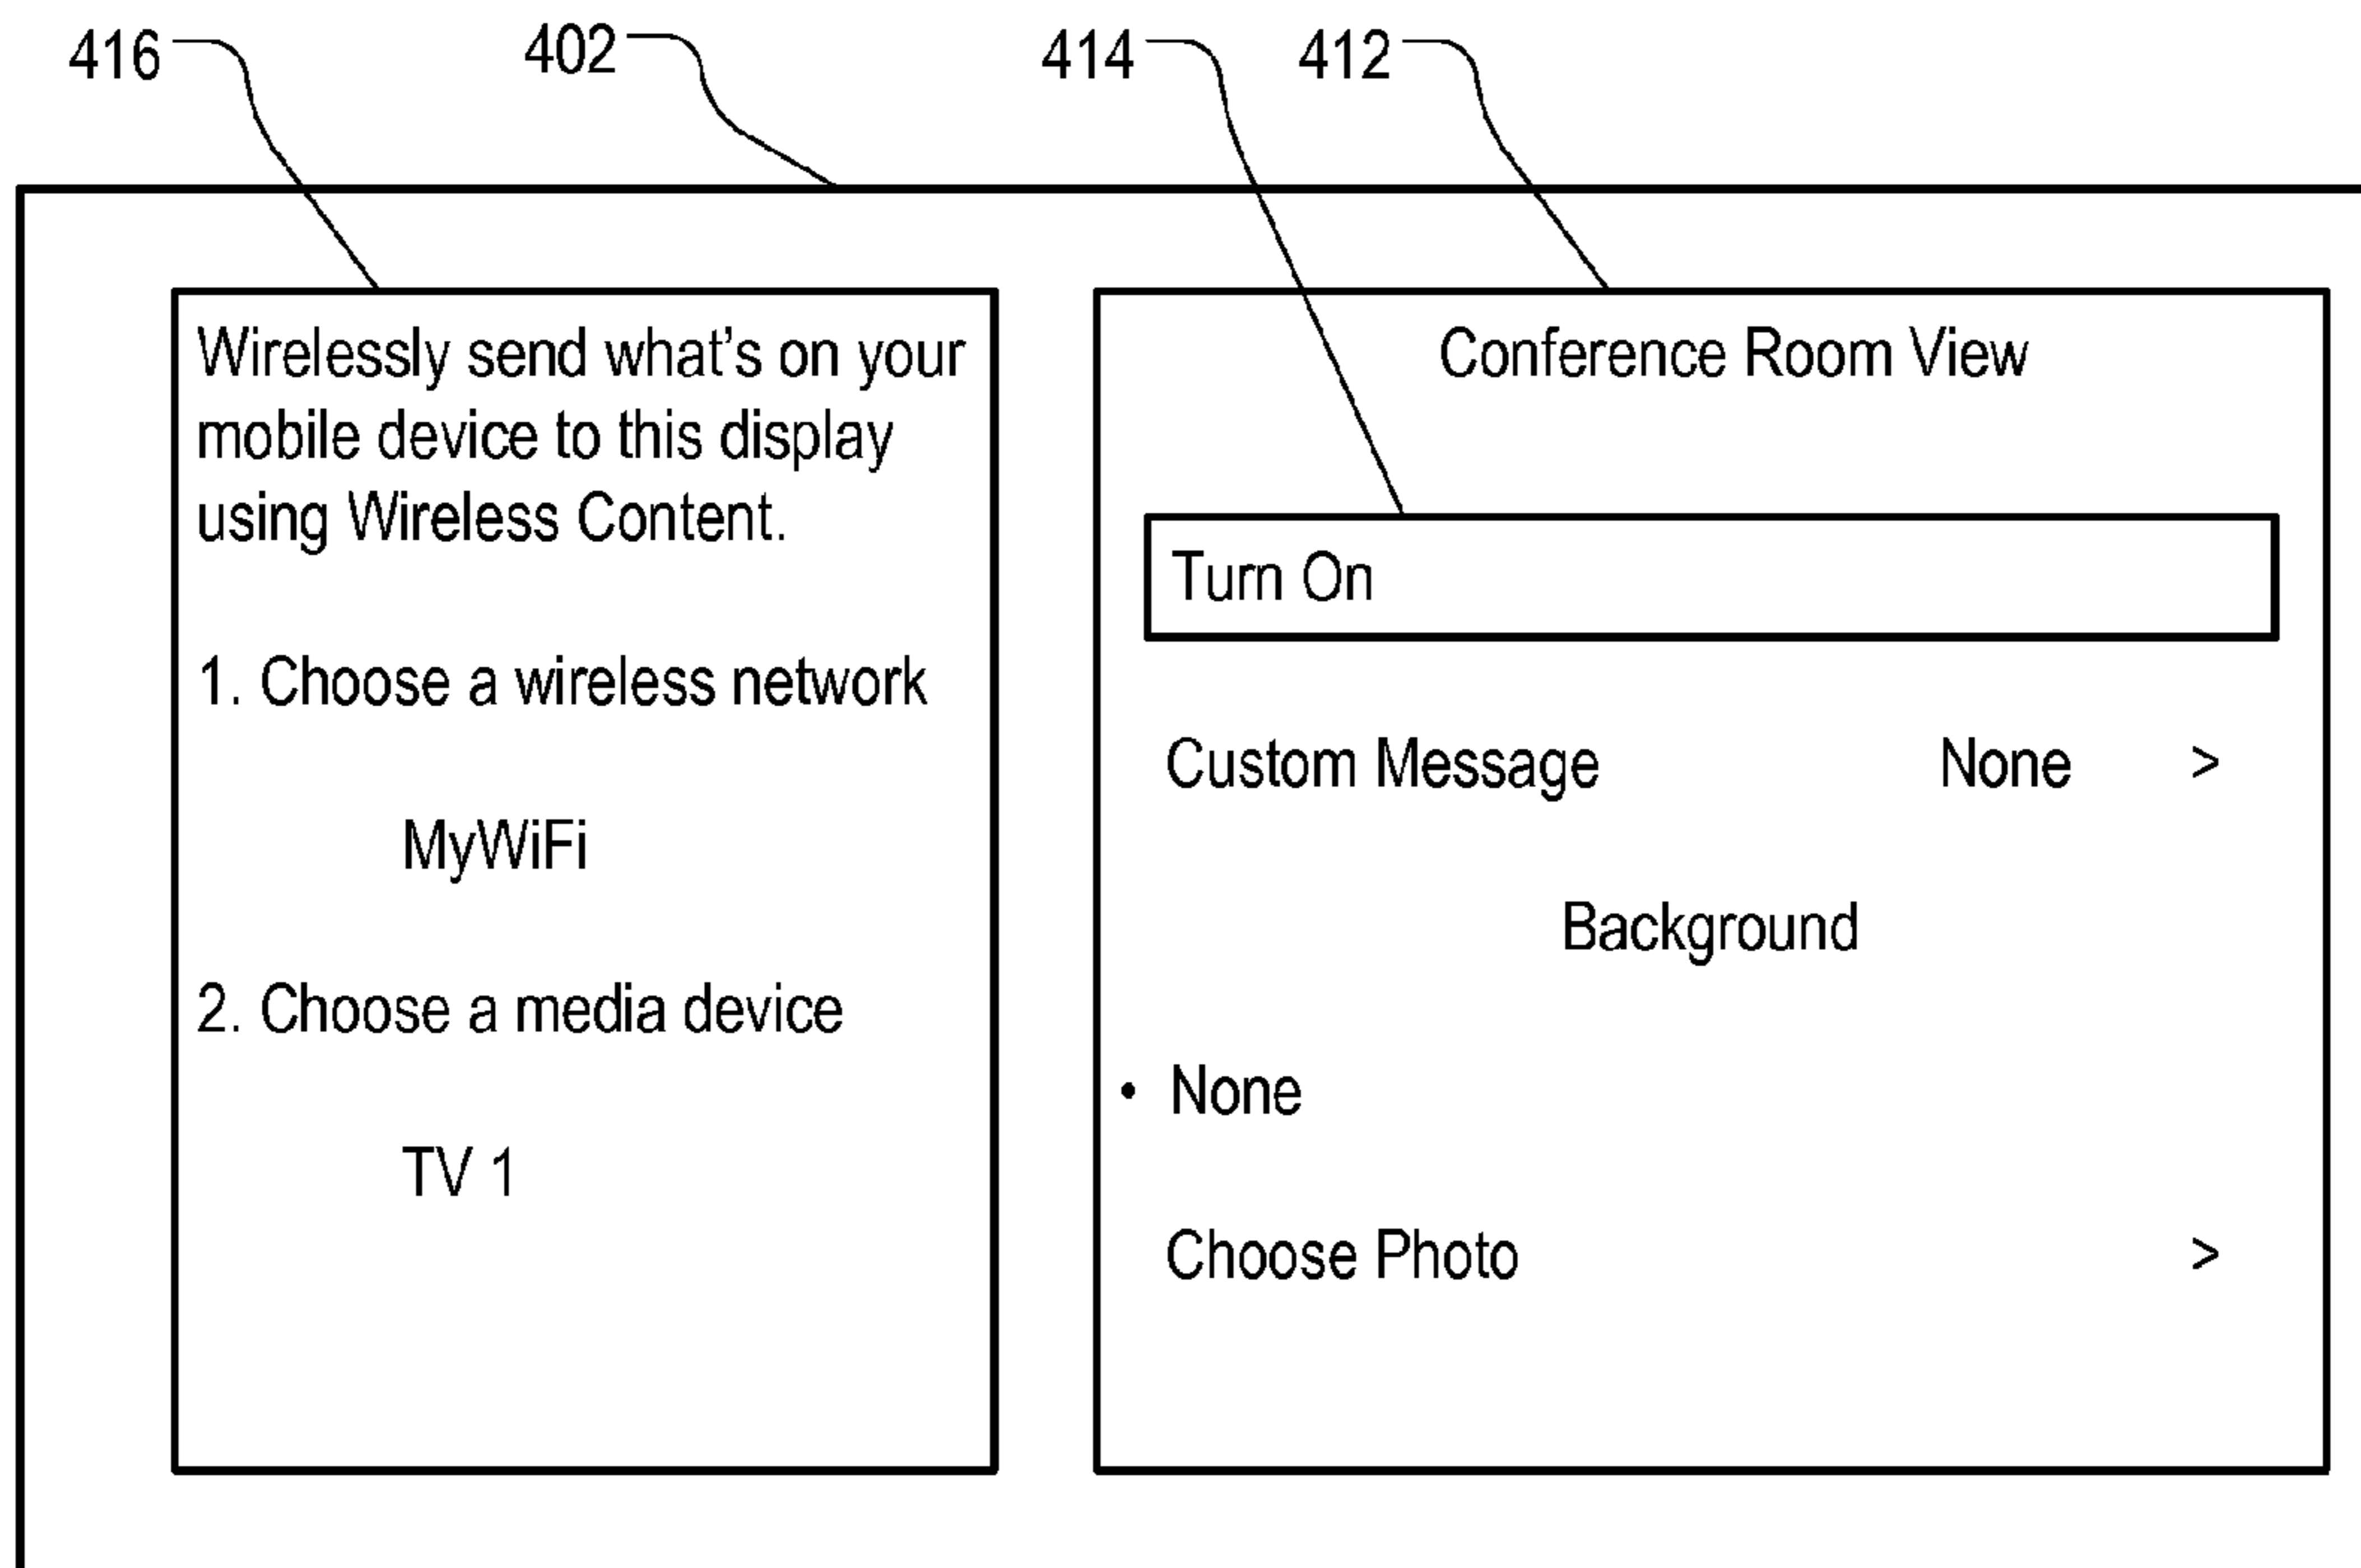 416 402 414 412
Wirelessly send what's on your
mobile device to this display
using Wireless Content.
1. Choose a wireless network
MyWiFi
2. Choose a media device
TV 1
Conference Room View
Turn On
Custom Message None >
Background
• None
Choose Photo >